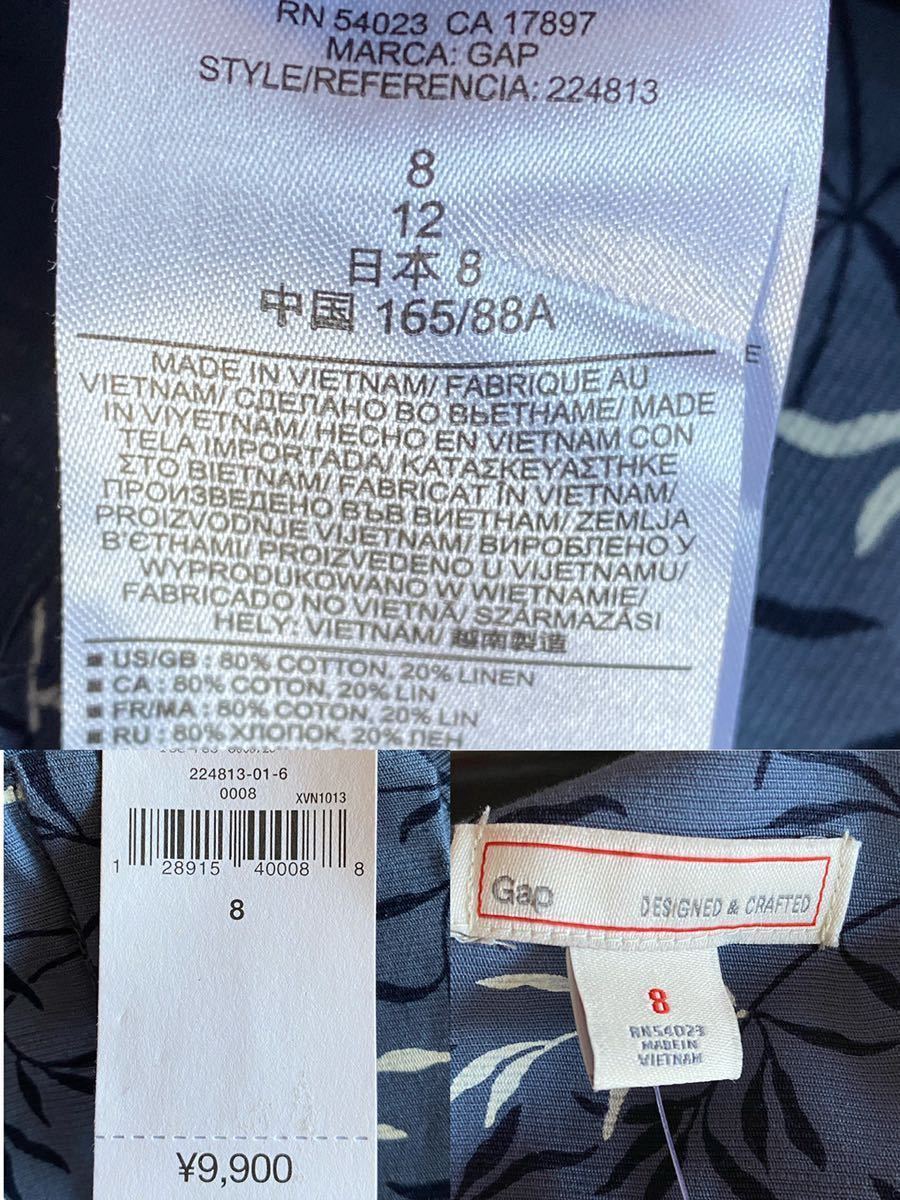 RN 54023 CA 17897
MARCA: GAP
STYLE/REFERENCIA: 224813
8
12
日本 8
中国 165/88A
MADE IN VIETNAM/ FABRIQUE AU
VIETNAM/ СДЕЛАНО ВО ВЬЕТНАМЕ/ MADE
IN VIYETNAM/ HECHO EN VIETNAM CON
TELA IMPORTADA/ ΚΑΤΑΣΚΕΥΑΣΤΗΚΕ
ΣΤΟ ΒΙΕΤΝΑΜ/ FABRICAT ÎN VIETNAM/
ПРОИЗВЕДЕНО ВЪВ ВИЕТНАМ/ ZEMLJA
PROIZVODNJE VIJETNAM/ ВИРОБЛЕНО У
В'ЄТНАМІ/ PROIZVEDENO U VIJETNAMU/
WYPRODUKOWANO W WIETNAMIE/
FABRICADO NO VIETNÃ/ SZÁRMAZÁSI
HELY: VIETNAM/ 越南製造
E
■ US/GB : 80% COTTON, 20% LINEN
■ CA : 80% COTON, 20% LIN
■ FR/MA : 80% COTON, 20% LIN
■ RU : 80% ХЛОПОК, 20% ЛЕН
224813-01-6
0008
XVN1013
1 28915 40008 8
8
¥9,900
Gap
DESIGNED & CRAFTED
8
RN54023
MADE IN
VIETNAM